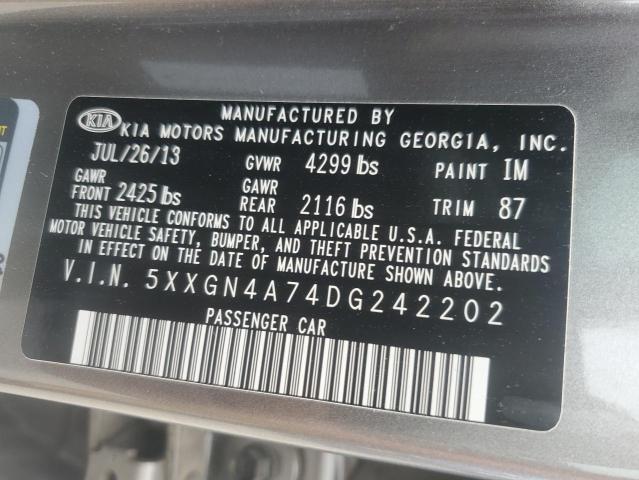 MANUFACTURED BY
KIA KIA MOTORS MANUFACTURING GEORGIA, INC.
JUL/26/13 GVWR 4299 lbs PAINT IM
GAWR FRONT 2425 lbs GAWR REAR 2116 lbs TRIM 87
THIS VEHICLE CONFORMS TO ALL APPLICABLE U.S.A. FEDERAL
MOTOR VEHICLE SAFETY, BUMPER, AND THEFT PREVENTION STANDARDS
IN EFFECT ON THE DATE OF MANUFACTURE SHOWN ABOVE.
V.I.N. 5XXGN4A74DG242202
PASSENGER CAR